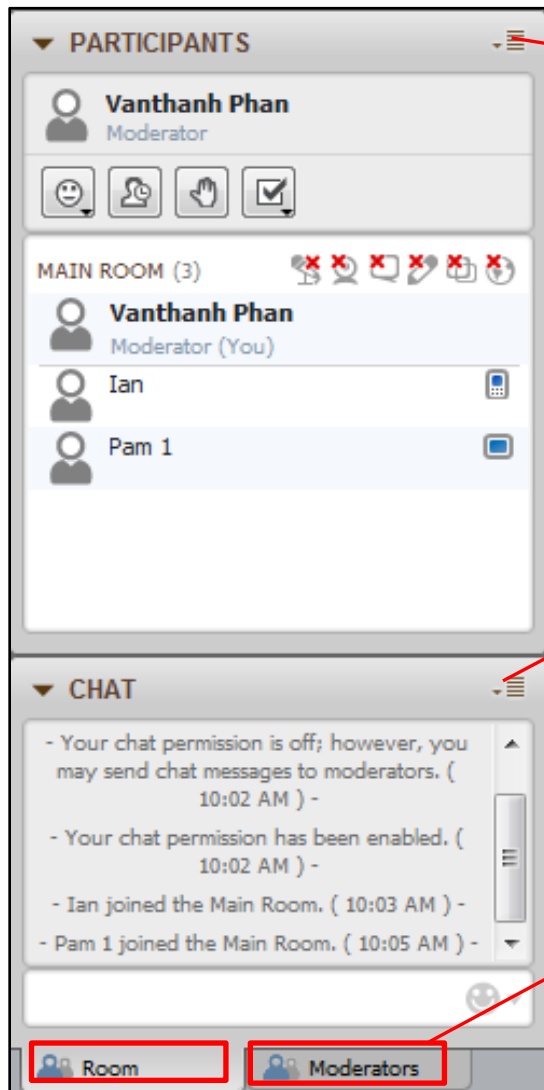 PARTICIPANTS
Vanthanh Phan
Moderator
MAIN ROOM (3)
Vanthanh Phan
Moderator (You)
Ian
Pam 1
CHAT
- Your chat permission is off; however, you
may send chat messages to moderators. (
10:02 AM ) -
- Your chat permission has been enabled. (
10:02 AM ) -
- Ian joined the Main Room. ( 10:03 AM ) -
- Pam 1 joined the Main Room. ( 10:05 AM ) -
Room
Moderators